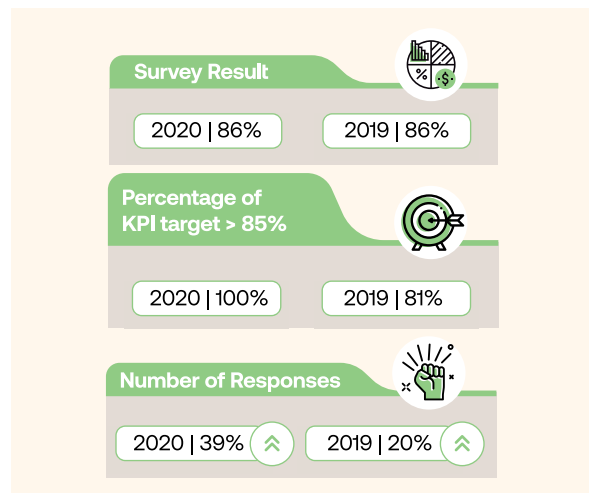 Survey Result
%
$
2020 | 86%
2019 | 86%
Percentage of
KPI target > 85%
2020 | 100%
2019 | 81%
Number of Responses
2020 | 39%
2019 | 20%